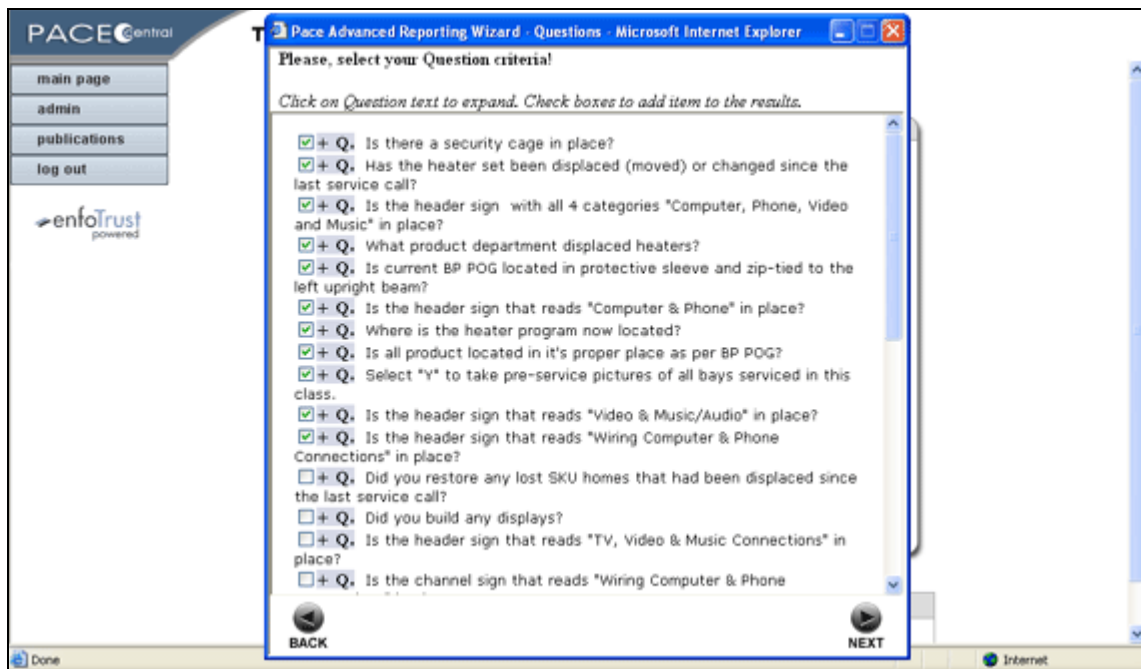 PACE Central
T
main page
admin
publications
log out
enfoTrust
powered
Pace Advanced Reporting Wizard - Questions - Microsoft Internet Explorer
Please, select your Question criteria!
Click on Question text to expand. Check boxes to add item to the results.
+ Q. Is there a security cage in place?
+ Q. Has the heater set been displaced (moved) or changed since the
last service call?
+ Q. Is the header sign with all 4 categories "Computer, Phone, Video
and Music" in place?
+ Q. What product department displaced heaters?
+ Q. Is current BP POG located in protective sleeve and zip-tied to the
left upright beam?
+ Q. Is the header sign that reads "Computer & Phone" in place?
+ Q. Where is the heater program now located?
+ Q. Is all product located in it's proper place as per BP POG?
+ Q. Select "Y" to take pre-service pictures of all bays serviced in this
class.
+ Q. Is the header sign that reads "Video & Music/Audio" in place?
+ Q. Is the header sign that reads "Wiring Computer & Phone
Connections" in place?
+ Q. Did you restore any lost SKU homes that had been displaced since
the last service call?
+ Q. Did you build any displays?
+ Q. Is the header sign that reads "TV, Video & Music Connections" in
place?
+ Q. Is the channel sign that reads "Wiring Computer & Phone
BACK
NEXT
Done
Internet